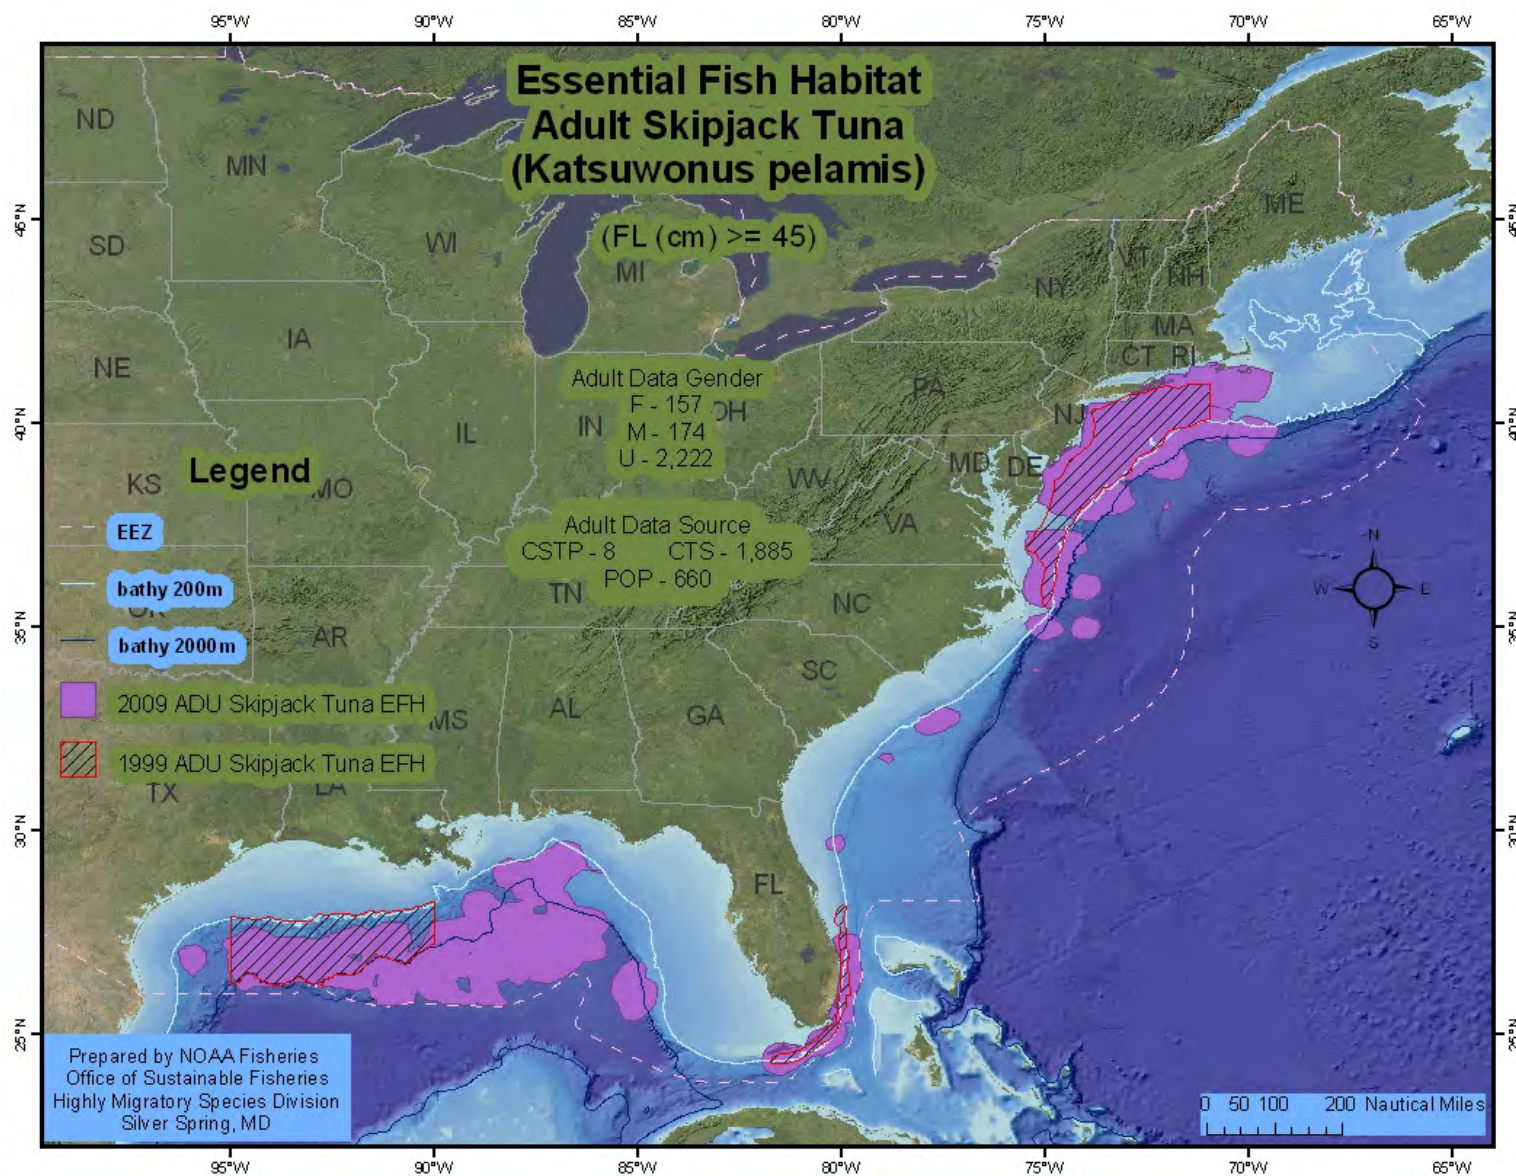 95°W 90°W 85°W 80°W 75°W 70°W 65°W
Essential Fish Habitat
Adult Skipjack Tuna
(Katsuwonus pelamis)
(FL (cm) >= 45)
ND
MN
ME
45°N
45°N
SD
WI
MI
VT
NH
NY
MA
IA
CT RI
NE
Adult Data Gender
F - 157
M - 174
U - 2,222
PA
NJ
OH
IN
IL
40°N
40°N
Legend
MD DE
WV
KS
MO
VA
Adult Data Source
CSTP - 8 CTS - 1,885
POP - 660
EEZ
bathy 200m
bathy 2000m
N
W E
S
TN
NC
OK
AR
35°N
35°N
SC
2009 ADU Skipjack Tuna EFH
MS
AL
GA
1999 ADU Skipjack Tuna EFH
TX
LA
30°N
30°N
FL
25°N
25°N
Prepared by NOAA Fisheries
Office of Sustainable Fisheries
Highly Migratory Species Division
Silver Spring, MD
0 50 100 200 Nautical Miles
95°W 90°W 85°W 80°W 75°W 70°W 65°W